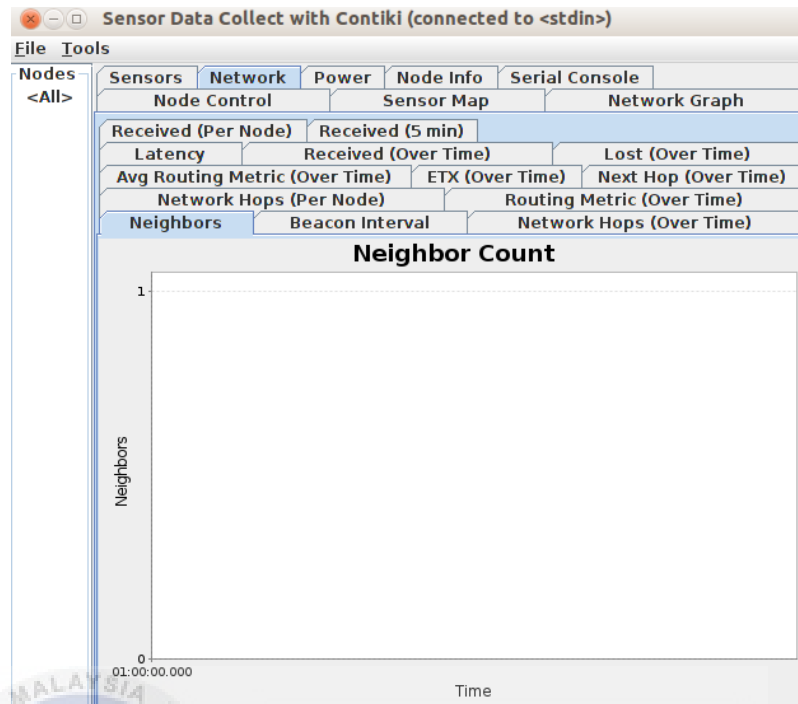 Sensor Data Collect with Contiki (connected to <stdin>)
File Tools
Nodes
<All>
Sensors Network Power Node Info Serial Console
Node Control Sensor Map Network Graph
Received (Per Node) Received (5 min)
Latency Received (Over Time) Lost (Over Time)
Avg Routing Metric (Over Time) ETX (Over Time) Next Hop (Over Time)
Network Hops (Per Node) Routing Metric (Over Time)
Neighbors Beacon Interval Network Hops (Over Time)
Neighbor Count
1
Neighbors
0
01:00:00.000
Time
MALAYSIA